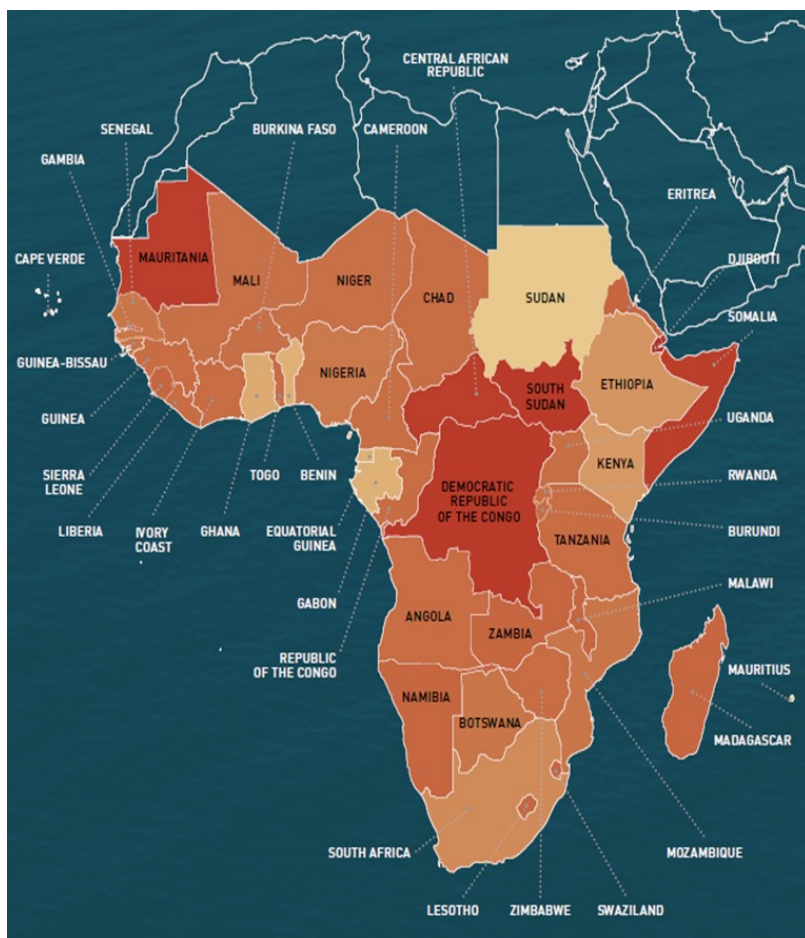 CENTRAL AFRICAN
REPUBLIC
SENEGAL
BURKINA FASO
CAMEROON
GAMBIA
ERITREA
CAPE VERDE
MAURITANIA
MALI
NIGER
CHAD
SUDAN
DJIBOUTI
SOMALIA
GUINEA-BISSAU
NIGERIA
ETHIOPIA
SOUTH
SUDAN
GUINEA
UGANDA
KENYA
SIERRA
LEONE
TOGO
BENIN
DEMOCRATIC
REPUBLIC
OF THE CONGO
RWANDA
LIBERIA
IVORY
COAST
GHANA
EQUATORIAL
GUINEA
TANZANIA
BURUNDI
GABON
MALAWI
ANGOLA
ZAMBIA
REPUBLIC
OF THE CONGO
MAURITIUS
NAMIBIA
BOTSWANA
MADAGASCAR
SOUTH AFRICA
MOZAMBIQUE
LESOTHO
ZIMBABWE
SWAZILAND